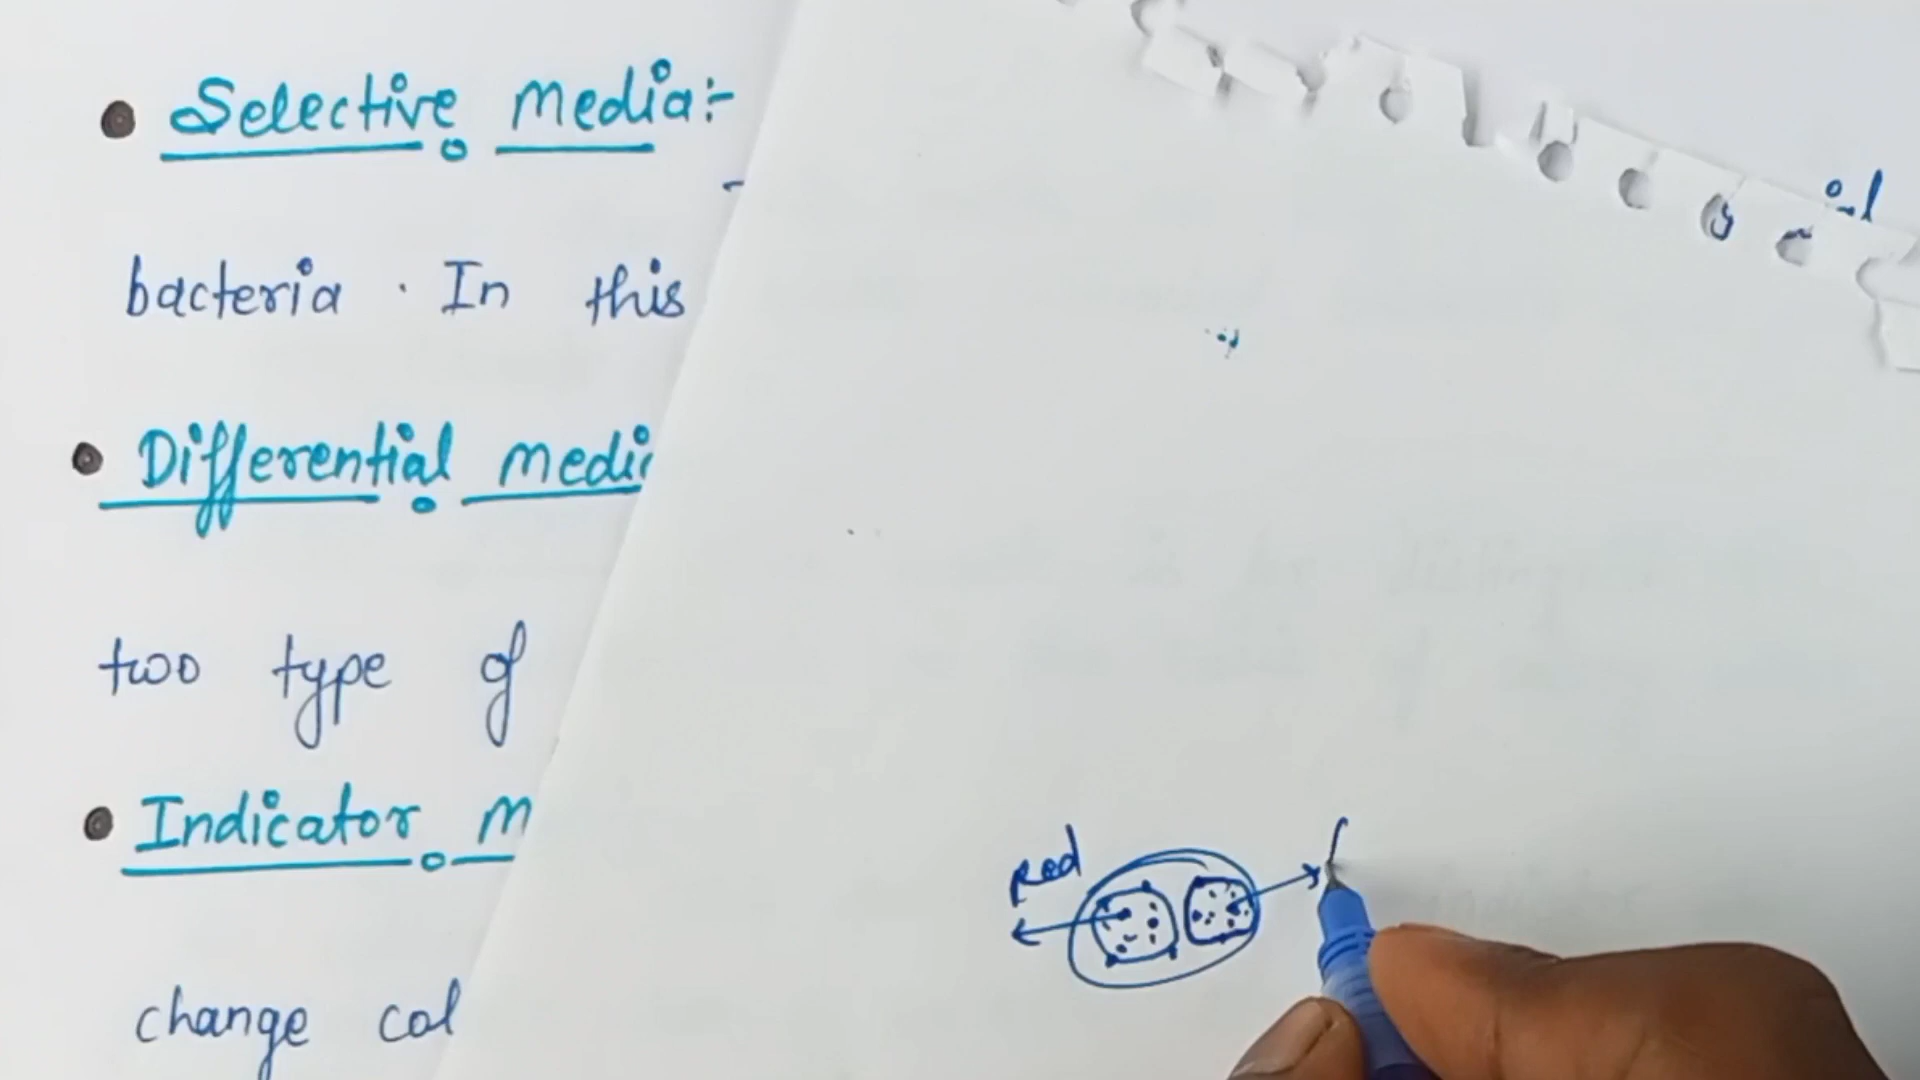 Selective media:-
bacteria. In this
Differential medi
two type of
Indicator m
change col
Red